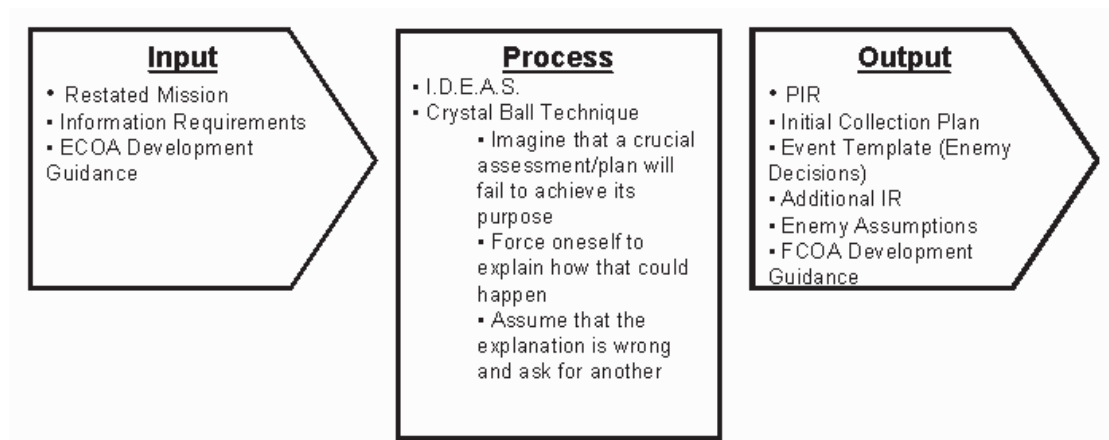 Input
• Restated Mission
▪ Information Requirements
▪ ECOA Development
Guidance
Process
▪ I.D.E.A.S.
▪ Crystal Ball Technique
▪ Imagine that a crucial
assessment/plan will
fail to achieve its
purpose
▪ Force oneself to
explain how that could
happen
▪ Assume that the
explanation is wrong
and ask for another
Output
• PIR
▪ Initial Collection Plan
▪ Event Template (Enemy
Decisions)
▪ Additional IR
▪ Enemy Assumptions
▪ FCOA Development
Guidance